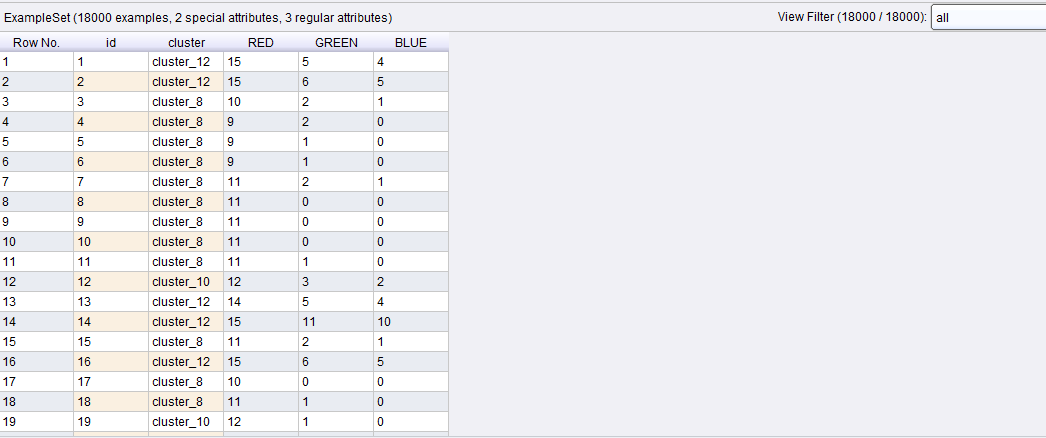 ExampleSet (18000 examples, 2 special attributes, 3 regular attributes) View Filter (18000 / 18000): all
Row No. id cluster RED GREEN BLUE
1 1 cluster_12 15 5 4
2 2 cluster_12 15 6 5
3 3 cluster_8 10 2 1
4 4 cluster_8 9 2 0
5 5 cluster_8 9 1 0
6 6 cluster_8 9 1 0
7 7 cluster_8 11 2 1
8 8 cluster_8 11 0 0
9 9 cluster_8 11 0 0
10 10 cluster_8 11 0 0
11 11 cluster_8 11 1 0
12 12 cluster_10 12 3 2
13 13 cluster_12 14 5 4
14 14 cluster_12 15 11 10
15 15 cluster_8 11 2 1
16 16 cluster_12 15 6 5
17 17 cluster_8 10 0 0
18 18 cluster_8 11 1 0
19 19 cluster_10 12 1 0